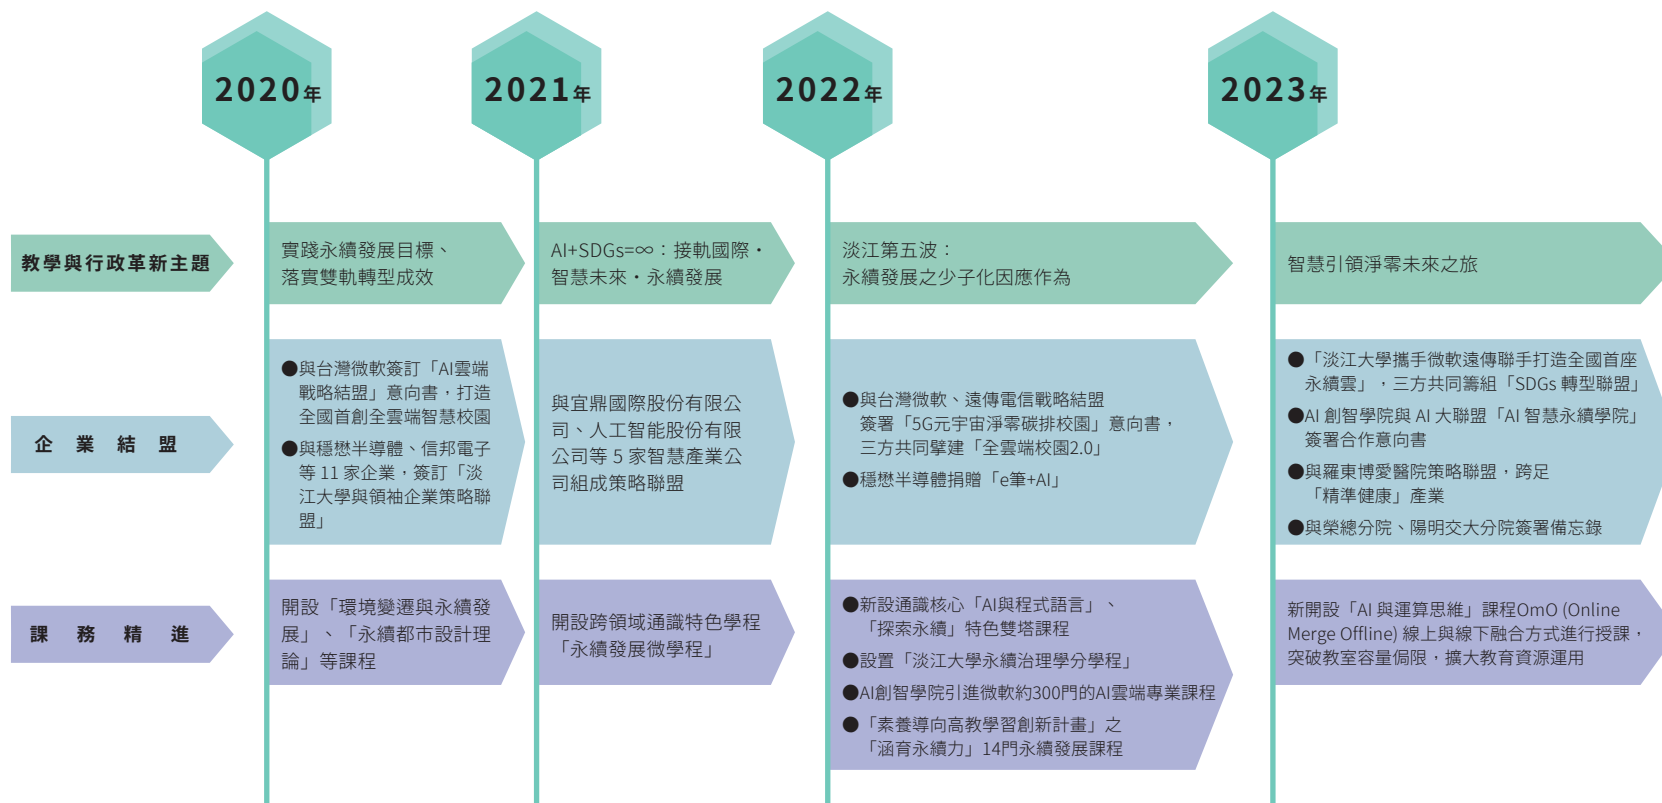 2020年
2021年
2022年
2023年
教學與行政革新主題
實踐永續發展目標、
落實雙軌轉型成效
AI+SDGs=∞：接軌國際・
智慧未來・永續發展
淡江第五波：
永續發展之少子化因應作為
智慧引領淨零未來之旅
企業結盟
●與台灣微軟簽訂「AI雲端
戰略結盟」意向書，打造
全國首創全雲端智慧校園
●與穩懋半導體、信邦電子
等 11 家企業，簽訂「淡
江大學與領袖企業策略聯
盟」
與宜鼎國際股份有限公
司、人工智能股份有限
公司等 5 家智慧產業公
司組成策略聯盟
●與台灣微軟、遠傳電信戰略結盟
簽署「5G元宇宙淨零碳排校園」意向書，
三方共同擘建「全雲端校園2.0」
●穩懋半導體捐贈「e筆+AI」
●「淡江大學攜手微軟遠傳聯手打造全國首座
永續雲」，三方共同籌組「SDGs 轉型聯盟」
●AI 創智學院與 AI 大聯盟「AI 智慧永續學院」
簽署合作意向書
●與羅東博愛醫院策略聯盟，跨足
「精準健康」產業
●與榮總分院、陽明交大分院簽署備忘錄
課務精進
開設「環境變遷與永續發
展」、「永續都市設計理
論」等課程
開設跨領域通識特色學程
「永續發展微學程」
●新設通識核心「AI與程式語言」、
「探索永續」特色雙塔課程
●設置「淡江大學永續治理學分學程」
●AI創智學院引進微軟約300門的AI雲端專業課程
●「素養導向高教學習創新計畫」之
「涵育永續力」14門永續發展課程
新開設「AI 與運算思維」課程OmO (Online
Merge Offline) 線上與線下融合方式進行授課，
突破教室容量侷限，擴大教育資源運用